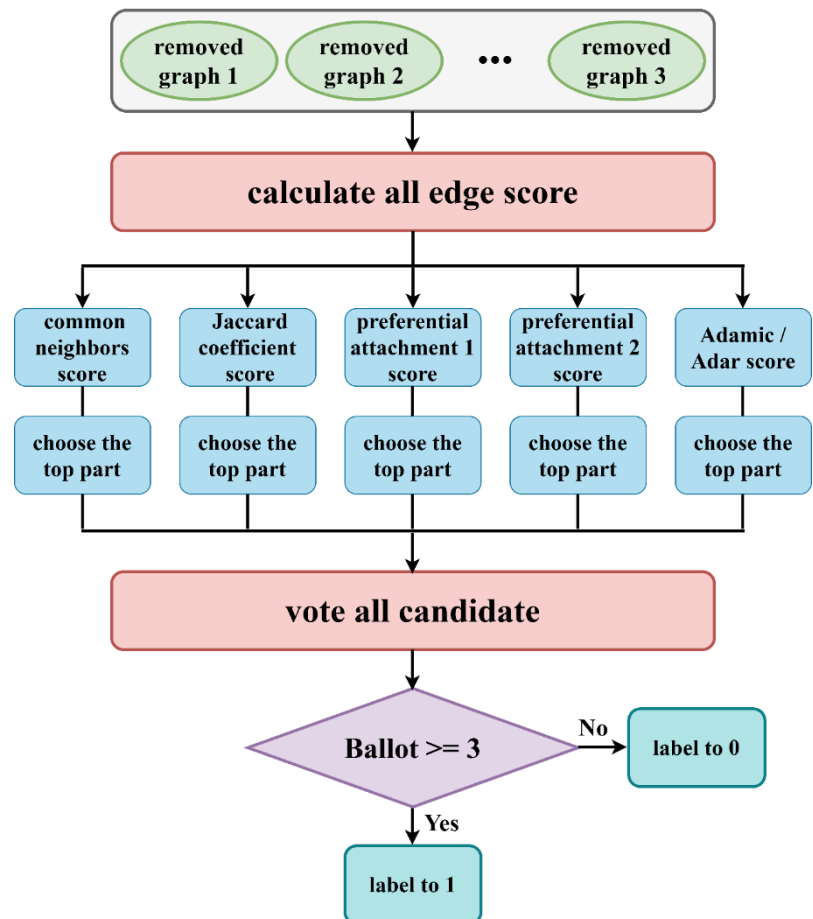 removed
graph 1
removed
graph 2
•••
removed
graph 3
calculate all edge score
common
neighbors
score
Jaccard
coefficient
score
preferential
attachment 1
score
preferential
attachment 2
score
Adamic /
Adar score
choose the
top part
choose the
top part
choose the
top part
choose the
top part
choose the
top part
vote all candidate
Ballot >= 3
No
label to 0
Yes
label to 1